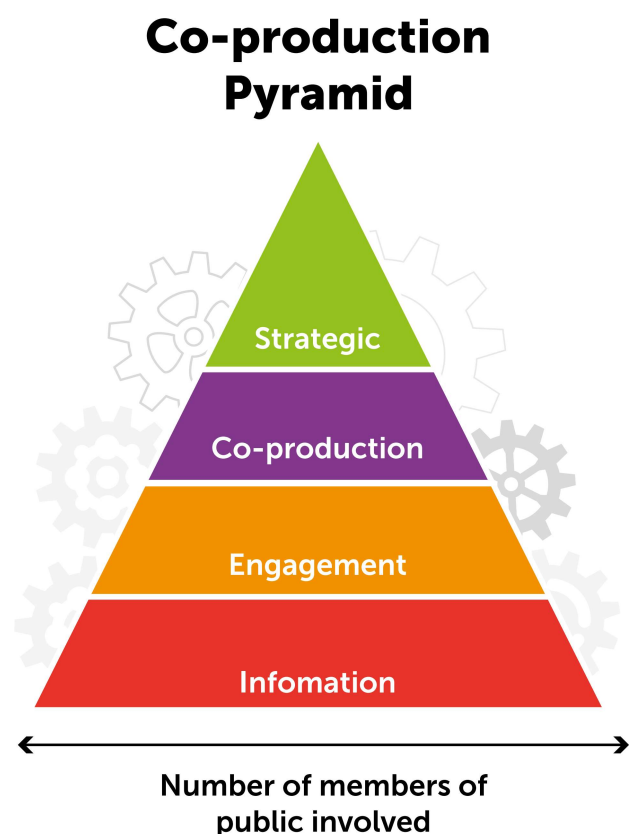 Co-production
Pyramid
Strategic
Co-production
Engagement
Infomation
Number of members of
public involved